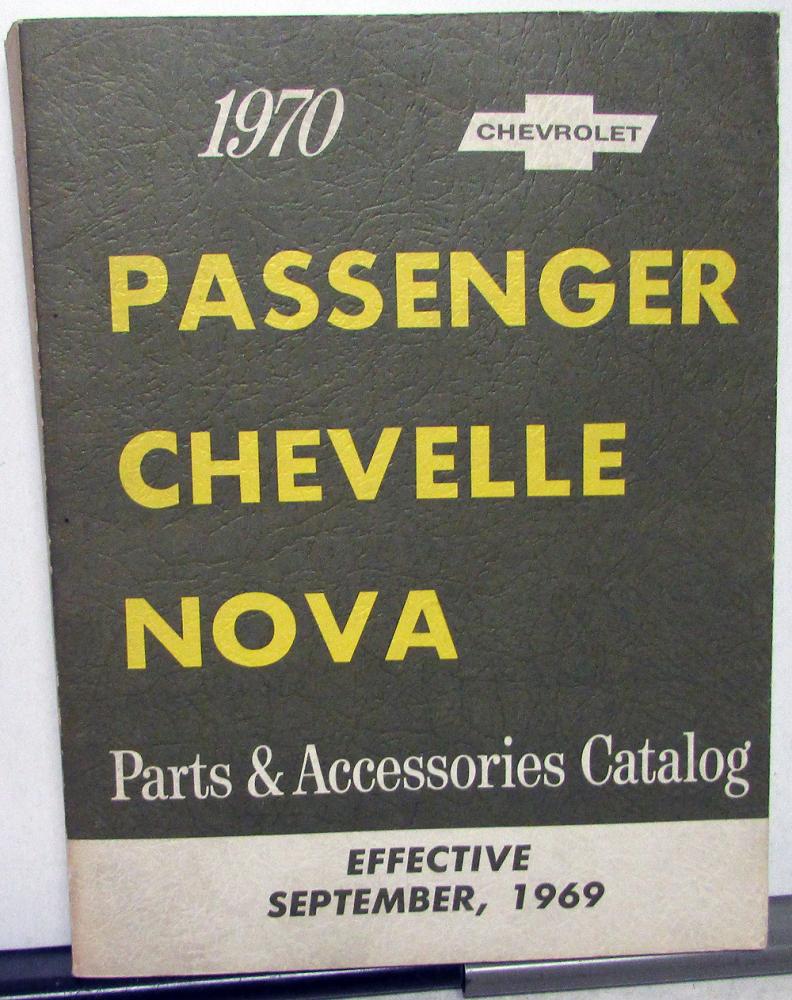 1970 CHEVROLET
PASSENGER
CHEVELLE
NOVA
Parts & Accessories Catalog
EFFECTIVE
SEPTEMBER, 1969